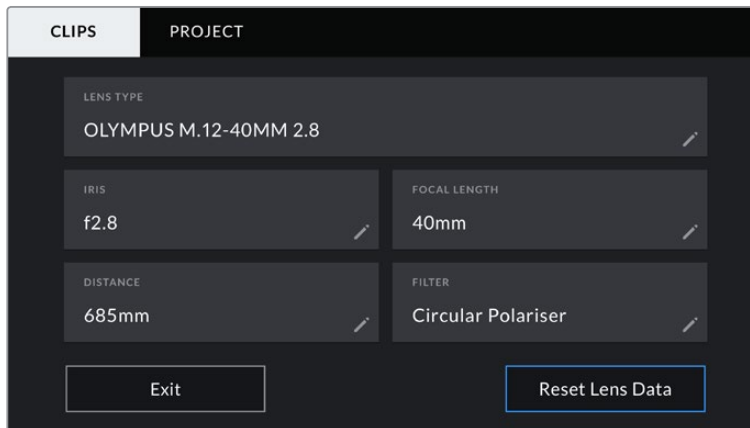 CLIPS PROJECT
LENS TYPE
OLYMPUS M.12-40MM 2.8
IRIS
f2.8
FOCAL LENGTH
40mm
DISTANCE
685mm
FILTER
Circular Polariser
Exit
Reset Lens Data